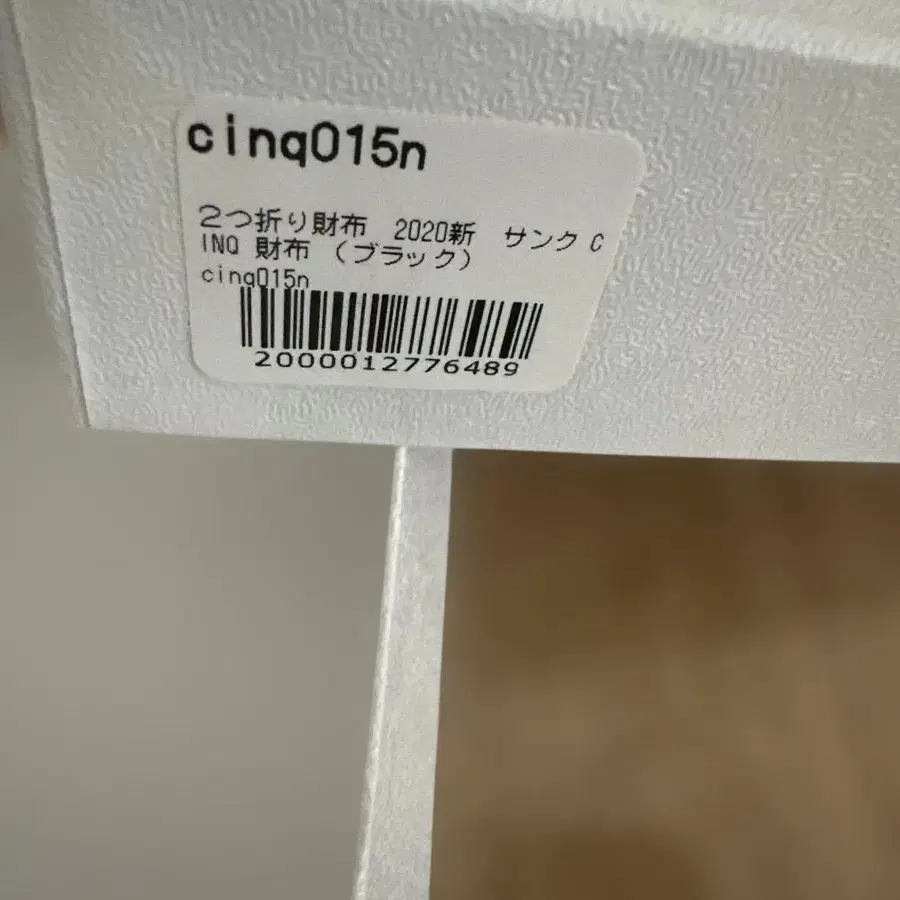 cinq015n
２つ折り財布　2020新　サンク C
INQ 財布 （ブラック）
cinq015n
2000012776489